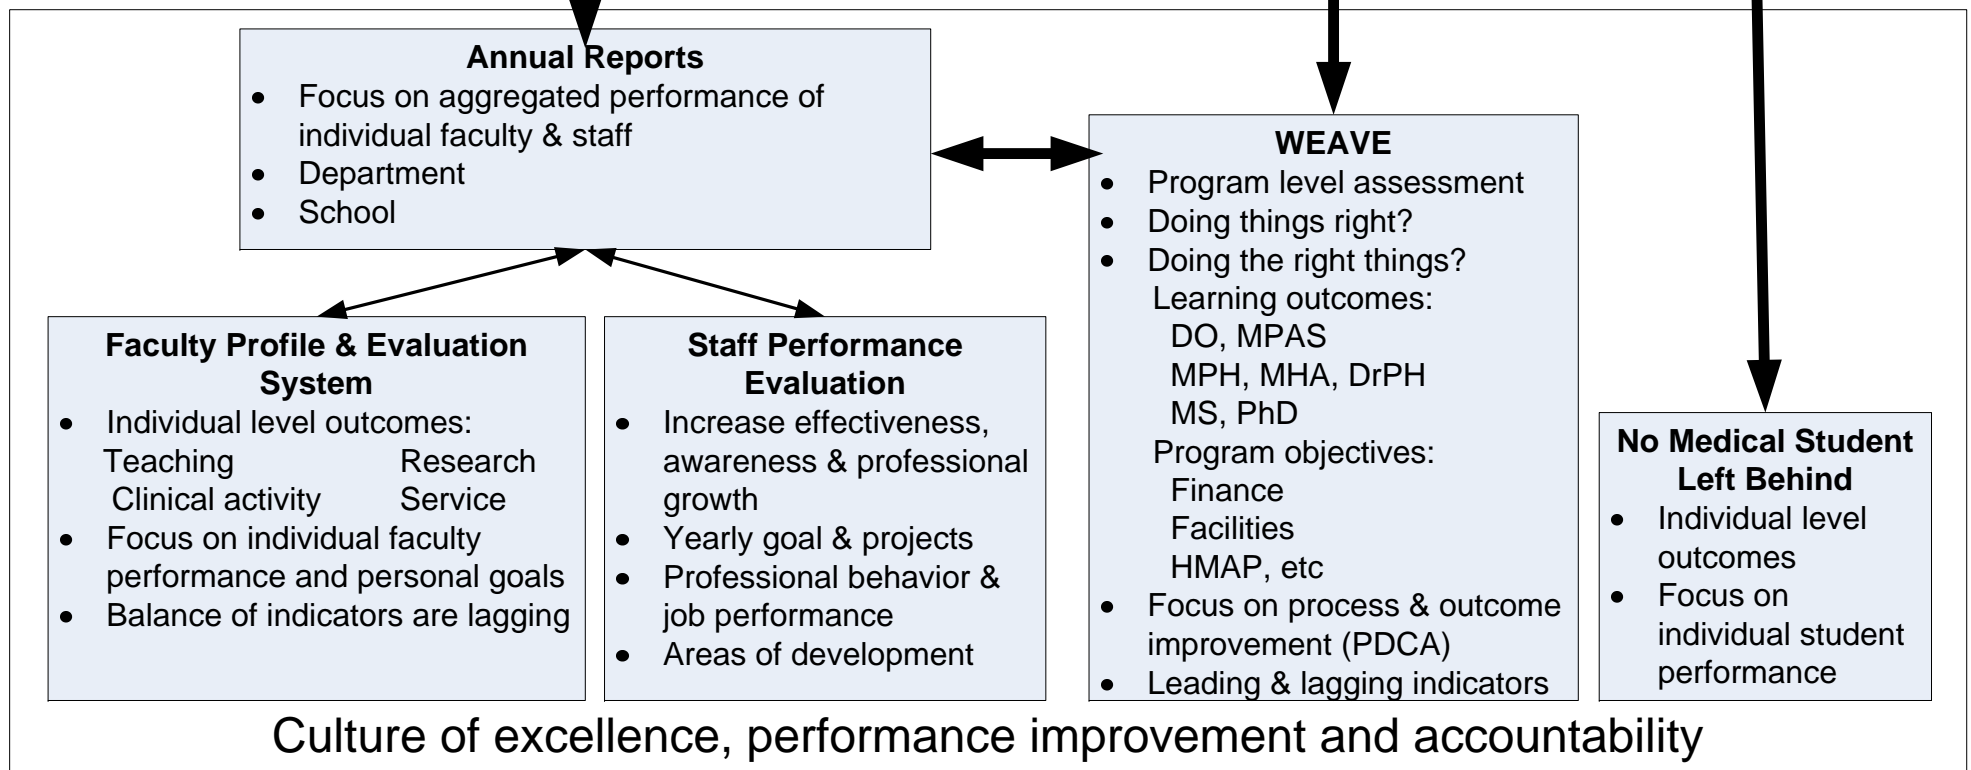 Annual Reports
• Focus on aggregated performance of
individual faculty & staff
• Department
• School
Faculty Profile & Evaluation
System
• Individual level outcomes:
Teaching Research
Clinical activity Service
• Focus on individual faculty
performance and personal goals
• Balance of indicators are lagging
Staff Performance
Evaluation
• Increase effectiveness,
awareness & professional
growth
• Yearly goal & projects
• Professional behavior &
job performance
• Areas of development
WEAVE
• Program level assessment
• Doing things right?
• Doing the right things?
Learning outcomes:
DO, MPAS
MPH, MHA, DrPH
MS, PhD
Program objectives:
Finance
Facilities
HMAP, etc
• Focus on process & outcome
improvement (PDCA)
• Leading & lagging indicators
No Medical Student
Left Behind
• Individual level
outcomes
• Focus on
individual student
performance
Culture of excellence, performance improvement and accountability